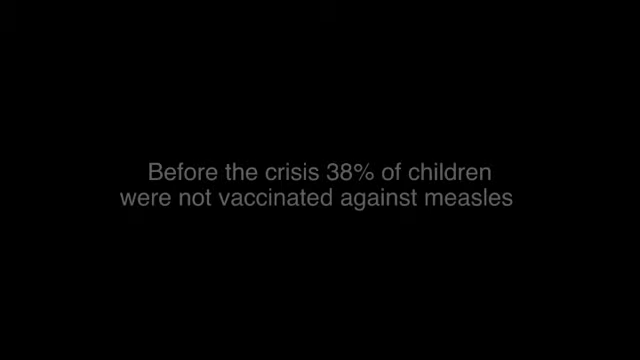 Before the crisis 38% of children
were not vaccinated against measles